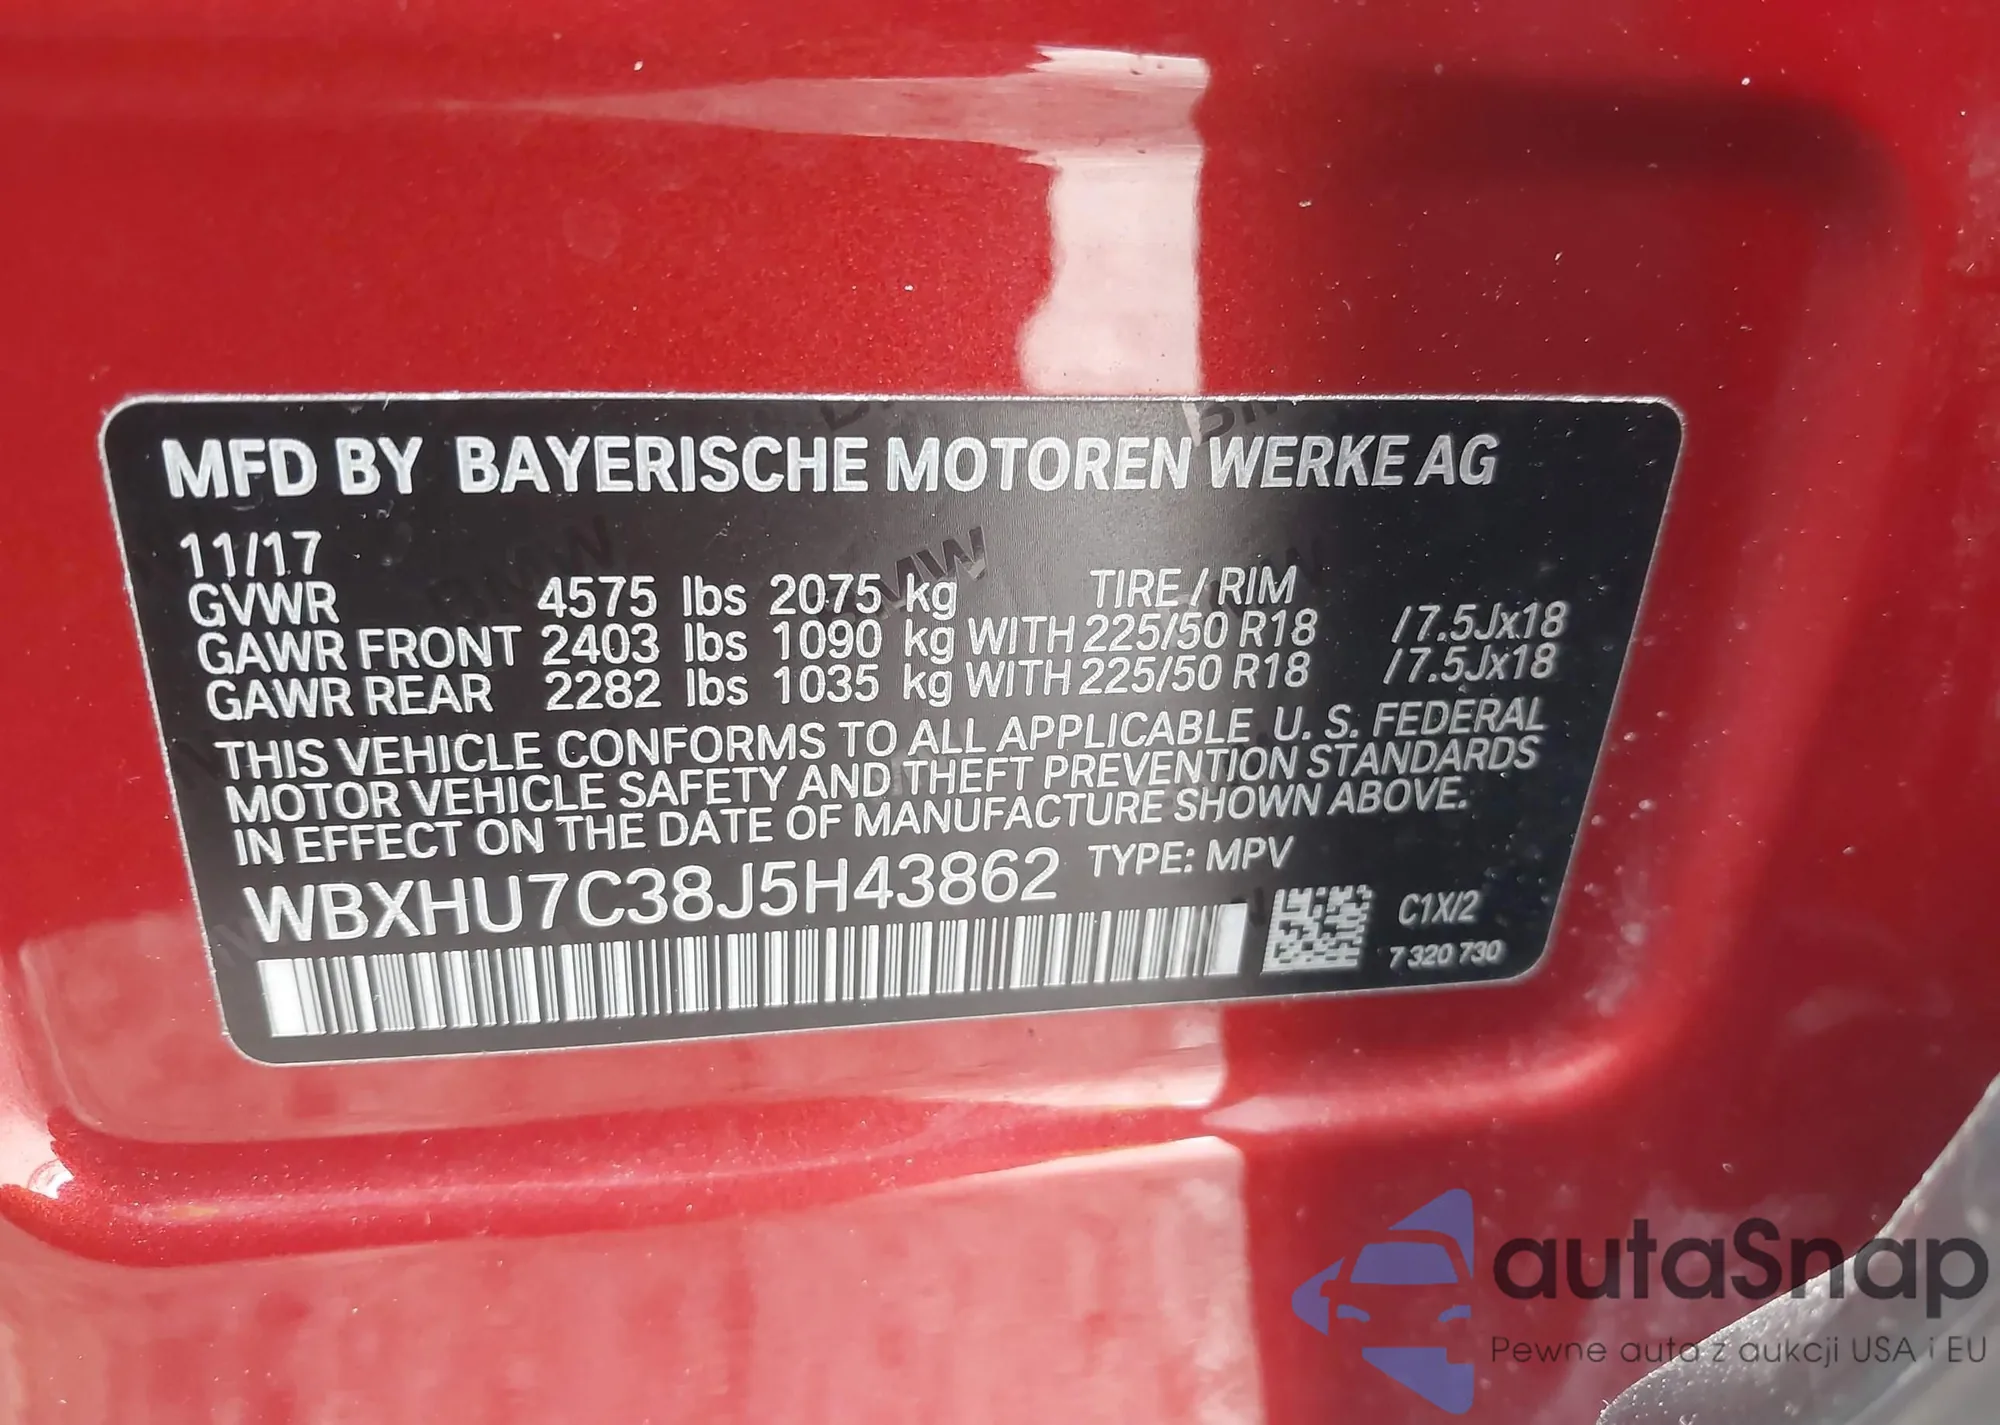 MFD BY BAYERISCHE MOTOREN WERKE AG
11/17
GVWR 4575 lbs 2075 kg TIRE / RIM
GAWR FRONT 2403 lbs 1090 kg WITH 225/50 R18 /7.5Jx18
GAWR REAR 2282 lbs 1035 kg WITH 225/50 R18 /7.5Jx18
THIS VEHICLE CONFORMS TO ALL APPLICABLE U. S. FEDERAL
MOTOR VEHICLE SAFETY AND THEFT PREVENTION STANDARDS
IN EFFECT ON THE DATE OF MANUFACTURE SHOWN ABOVE.
WBXHU7C38J5H43862 TYPE: MPV
C1X/2
7 320 730
autaSnap
Pewne auta z aukcji USA i EU